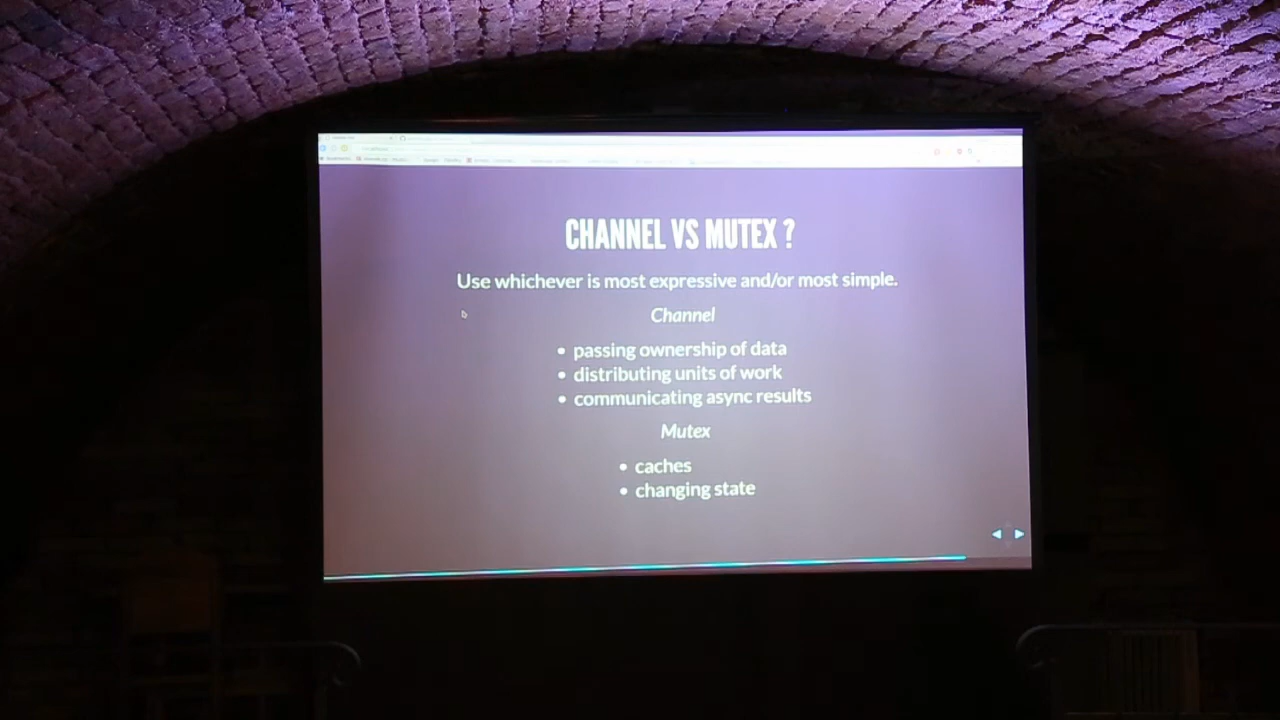 CHANNEL VS MUTEX ?
Use whichever is most expressive and/or most simple.
Channel
• passing ownership of data
• distributing units of work
• communicating async results
Mutex
• caches
• changing state